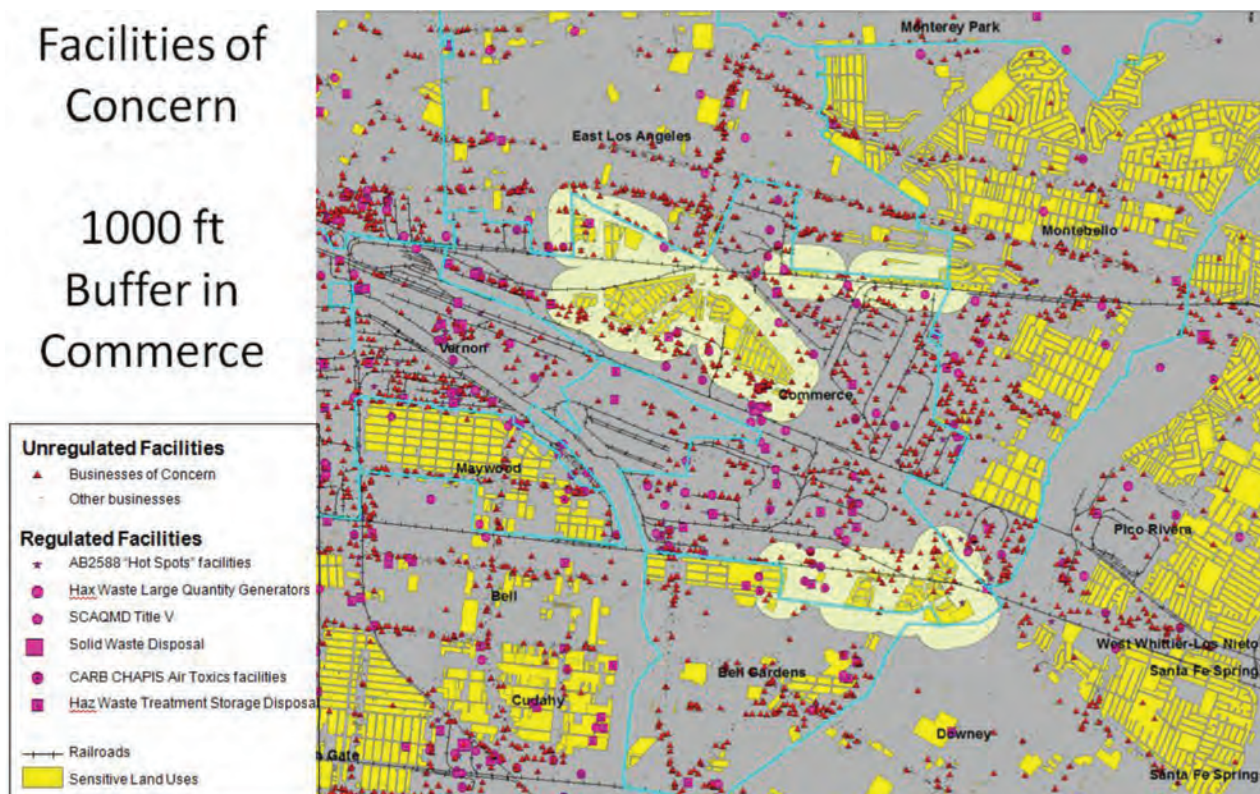 Facilities of
Concern
1000 ft
Buffer in
Commerce
Unregulated Facilities
Businesses of Concern
Other businesses
Regulated Facilities
AB2588 "Hot Spots" facilities
Hax Waste Large Quantity Generators
SCAQMD Title V
Solid Waste Disposal
CARB CHAPIS Air Toxics facilities
Haz Waste Treatment Storage Disposal
Railroads
Sensitive Land Uses
Monterey Park
East Los Angeles
Montebello
Vernon
Commerce
Maywood
Pico Rivera
Bell
West Whittier-Los Nieto
Santa Fe Spring
Bell Gardens
Cudahy
Downey
Gate
Santa Fe Spring